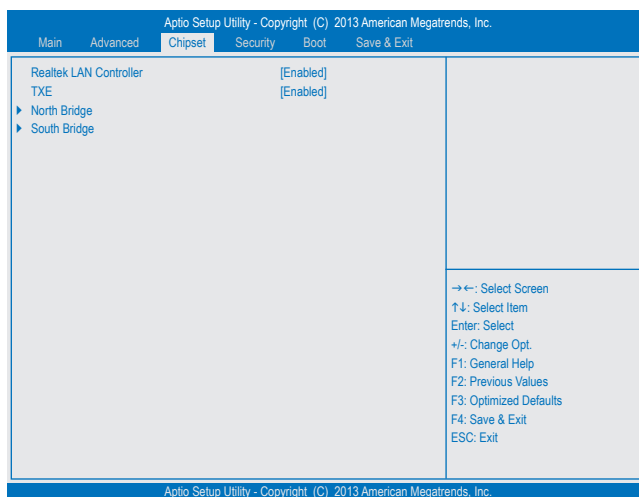 Aptio Setup Utility - Copyright (C) 2013 American Megatrends, Inc.
Main Advanced Chipset Security Boot Save & Exit
Realtek LAN Controller [Enabled]
TXE [Enabled]
North Bridge
South Bridge
→←: Select Screen
↑↓: Select Item
Enter: Select
+/-: Change Opt.
F1: General Help
F2: Previous Values
F3: Optimized Defaults
F4: Save & Exit
ESC: Exit
Aptio Setup Utility - Copyright (C) 2013 American Megatrends, Inc.